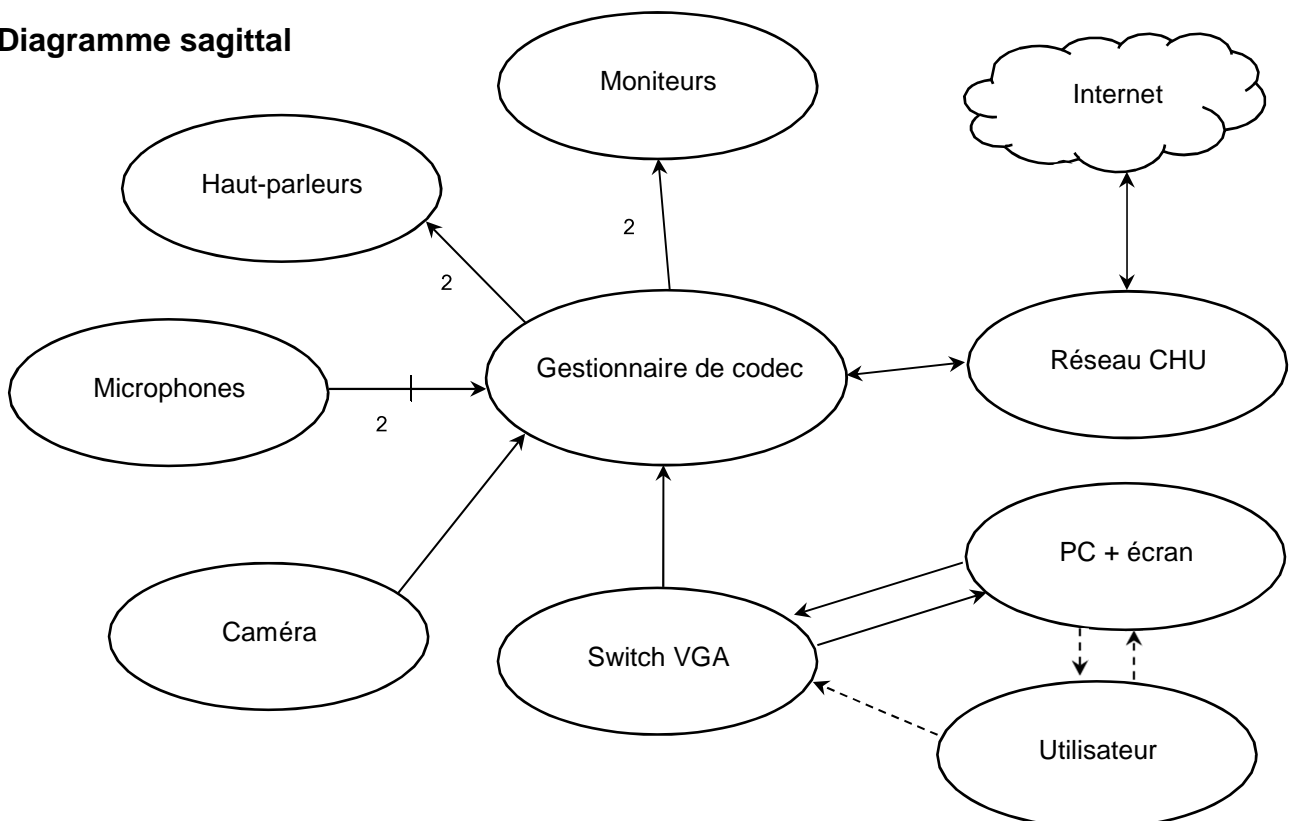 Diagramme sagittal
Moniteurs
Internet
Haut-parleurs
2
2
Gestionnaire de codec
Réseau CHU
Microphones
2
PC + écran
Caméra
Switch VGA
Utilisateur